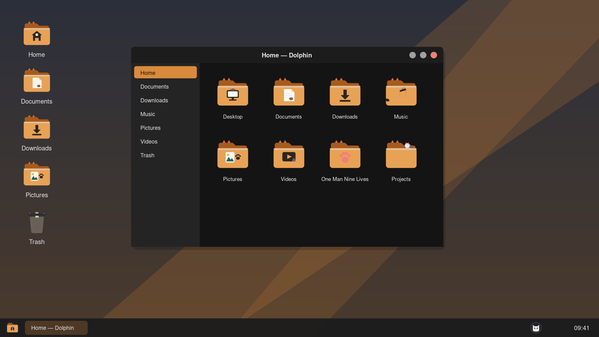 Home
Documents
Downloads
Pictures
Trash
Home — Dolphin
Home
Documents
Downloads
Music
Pictures
Videos
Trash
Desktop
Documents
Downloads
Music
Pictures
Videos
One Man Nine Lives
Projects
Home — Dolphin
09:41